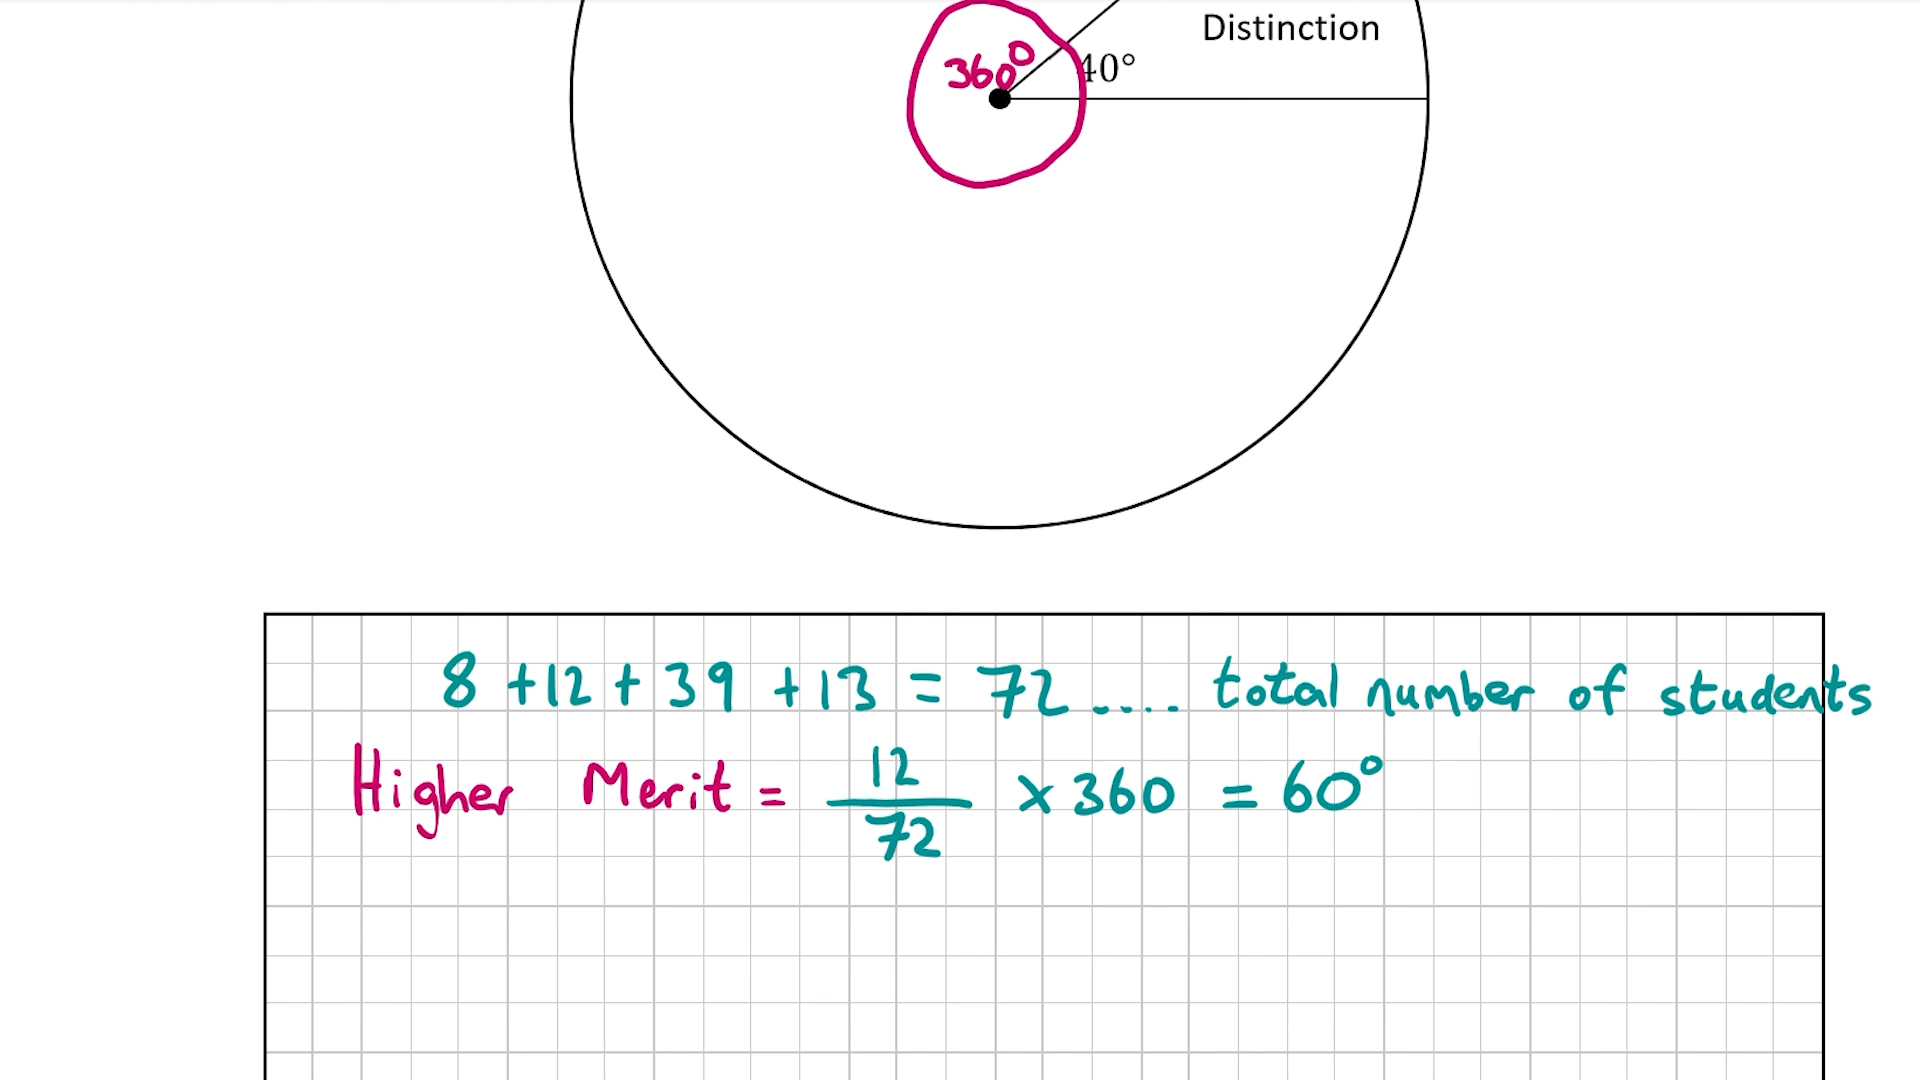 Distinction
360°
40°
8 + 12 + 39 + 13 = 72 .... total number of students
Higher Merit = 12/72 × 360 = 60°